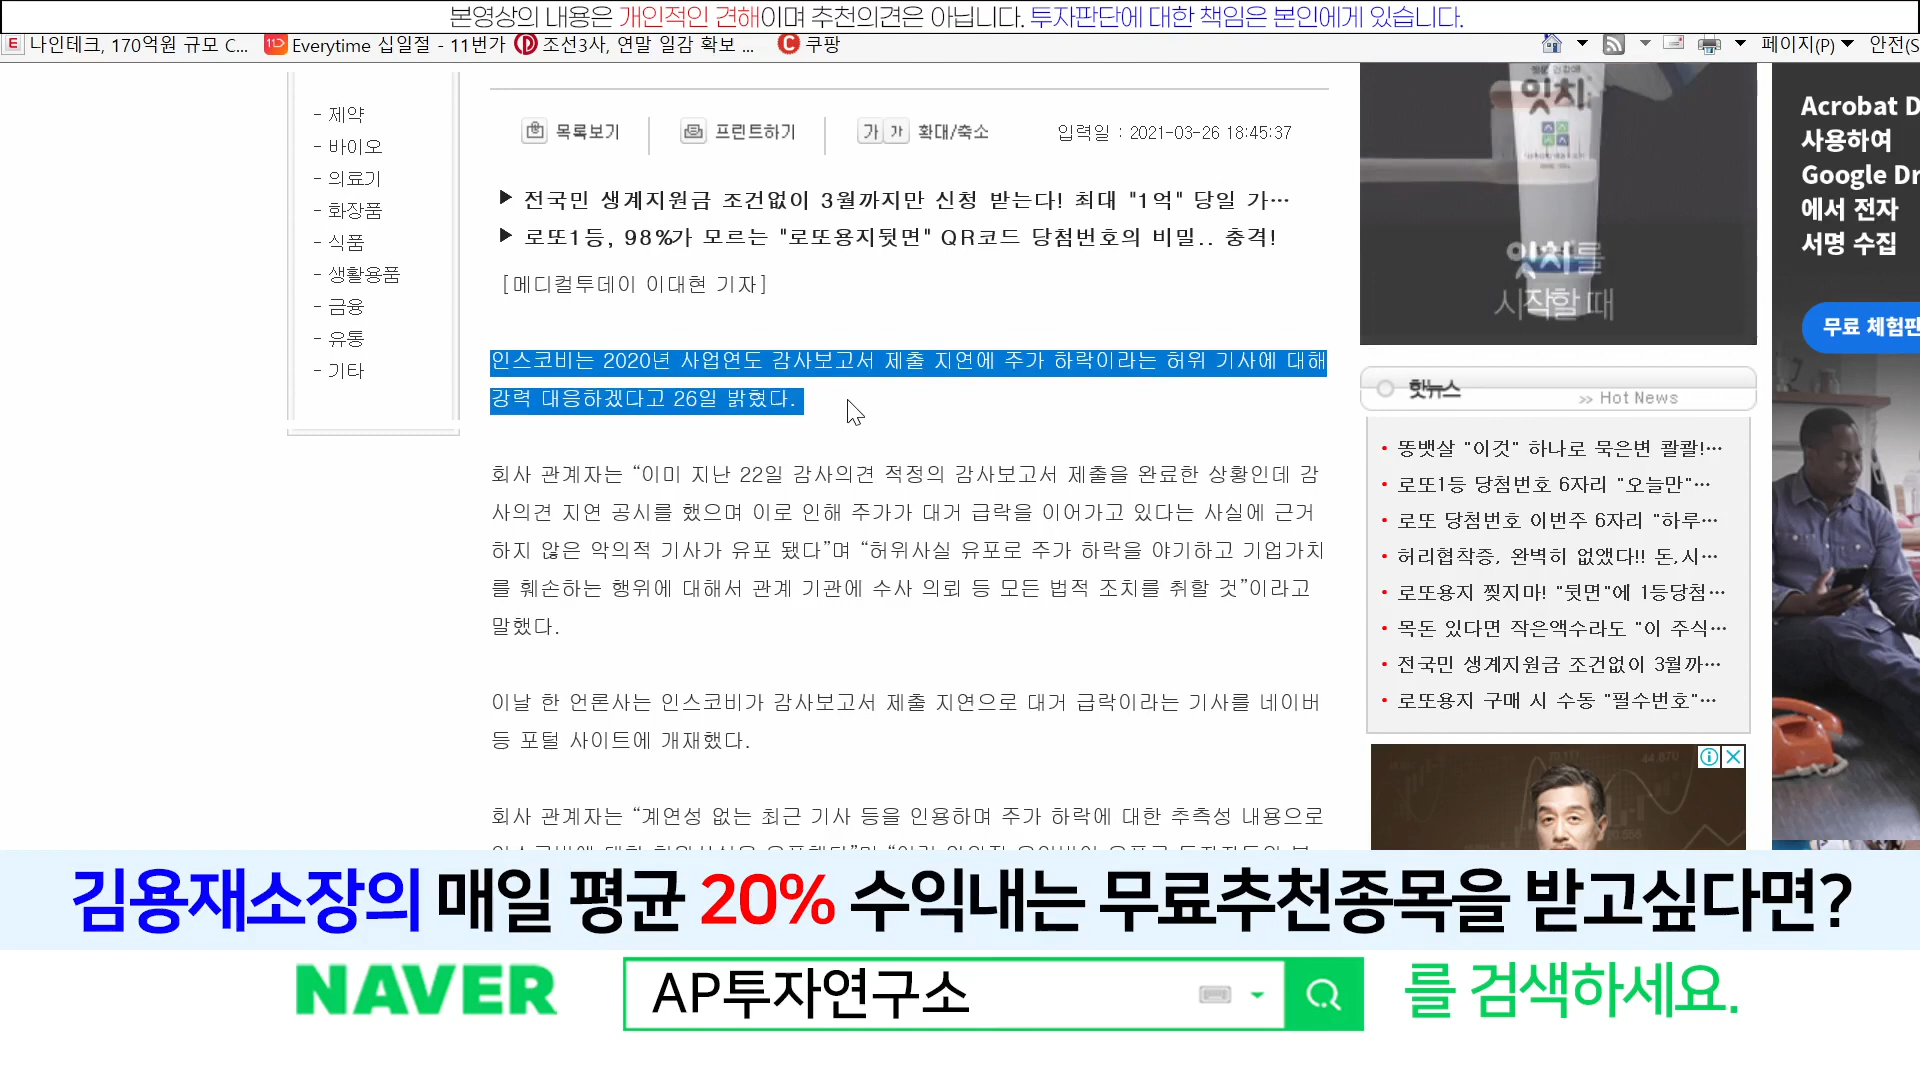 본영상의 내용은 개인적인 견해이며 추천의견은 아닙니다. 투자판단에 대한 책임은 본인에게 있습니다.
나인테크, 170억원 규모 C... Everytime 십일절 - 11번가 조선3사, 연말 일감 확보 ... 쿠팡 페이지(P) 안전(S
- 제약
- 바이오
- 의료기
- 화장품
- 식품
- 생활용품
- 금융
- 유통
- 기타
목록보기 프린트하기 가 가 확대/축소 입력일 : 2021-03-26 18:45:37
▶ 전국민 생계지원금 조건없이 3월까지만 신청 받는다! 최대 "1억" 당일 가…
▶ 로또1등, 98%가 모르는 "로또용지뒷면" QR코드 당첨번호의 비밀.. 충격!
[메디컬투데이 이대현 기자]
인스코비는 2020년 사업연도 감사보고서 제출 지연에 주가 하락이라는 허위 기사에 대해
강력 대응하겠다고 26일 밝혔다.
회사 관계자는 “이미 지난 22일 감사의견 적정의 감사보고서 제출을 완료한 상황인데 감
사의견 지연 공시를 했으며 이로 인해 주가가 대거 급락을 이어가고 있다는 사실에 근거
하지 않은 악의적 기사가 유포 됐다”며 “허위사실 유포로 주가 하락을 야기하고 기업가치
를 훼손하는 행위에 대해서 관계 기관에 수사 의뢰 등 모든 법적 조치를 취할 것”이라고
말했다.
이날 한 언론사는 인스코비가 감사보고서 제출 지연으로 대거 급락이라는 기사를 네이버
등 포털 사이트에 개재했다.
회사 관계자는 “계연성 없는 최근 기사 등을 인용하며 주가 하락에 대한 추측성 내용으로
잇치
잇치를
시작할 때
핫뉴스
>> Hot News
• 똥뱃살 "이것" 하나로 묵은변 콸콸!…
• 로또1등 당첨번호 6자리 "오늘만"…
• 로또 당첨번호 이번주 6자리 "하루…
• 허리협착증, 완벽히 없앴다!! 돈,시…
• 로또용지 찢지마! "뒷면"에 1등당첨…
• 목돈 있다면 작은액수라도 "이 주식…
• 전국민 생계지원금 조건없이 3월까…
• 로또용지 구매 시 수동 "필수번호"…
Acrobat D
사용하여
Google Dr
에서 전자
서명 수집
무료 체험판
김용재소장의 매일 평균 20% 수익내는 무료추천종목을 받고싶다면?
NAVER AP투자연구소 를 검색하세요.